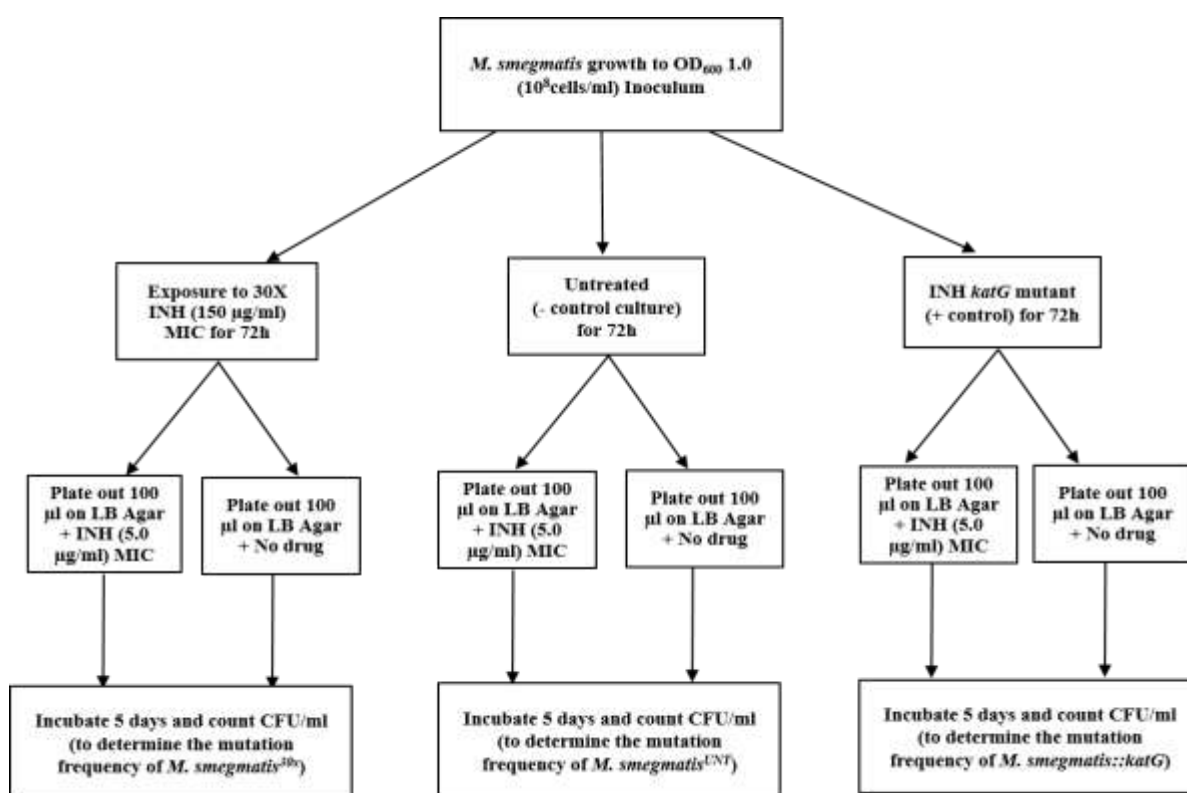 M. smegmatis growth to OD₆₀₀ 1.0
(10⁸cells/ml) Inoculum
Exposure to 30X
INH (150 µg/ml)
MIC for 72h
Untreated
(- control culture)
for 72h
INH katG mutant
(+ control) for 72h
Plate out 100
µl on LB Agar
+ INH (5.0
µg/ml) MIC
Plate out 100
µl on LB Agar
+ No drug
Plate out 100
µl on LB Agar
+ INH (5.0
µg/ml) MIC
Plate out 100
µl on LB Agar
+ No drug
Plate out 100
µl on LB Agar
+ INH (5.0
µg/ml) MIC
Plate out 100
µl on LB Agar
+ No drug
Incubate 5 days and count CFU/ml
(to determine the mutation
frequency of M. smegmatis³⁰ˣ)
Incubate 5 days and count CFU/ml
(to determine the mutation
frequency of M. smegmatisᵁᴺᵀ)
Incubate 5 days and count CFU/ml
(to determine the mutation
frequency of M. smegmatis::katG)